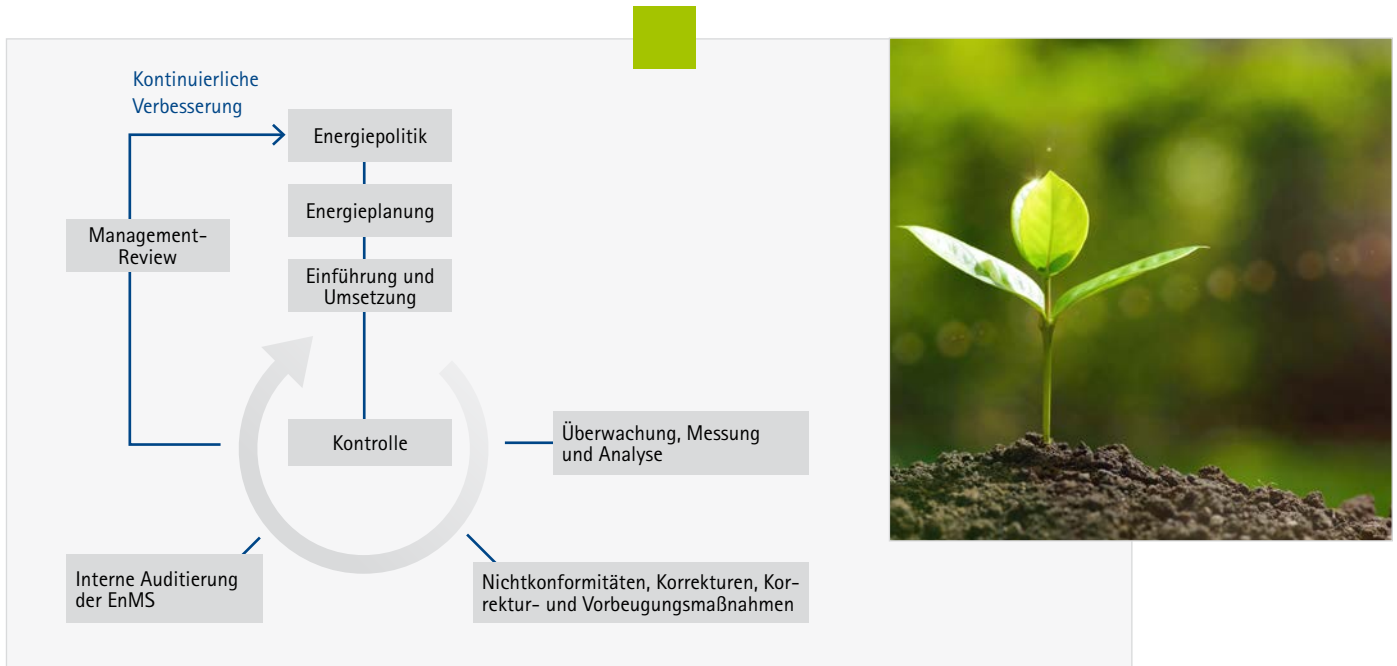 Kontinuierliche
Verbesserung
Energiepolitik
Energieplanung
Management-
Review
Einführung und
Umsetzung
Kontrolle
Überwachung, Messung
und Analyse
Interne Auditierung
der EnMS
Nichtkonformitäten, Korrekturen, Kor-
rektur- und Vorbeugungsmaßnahmen